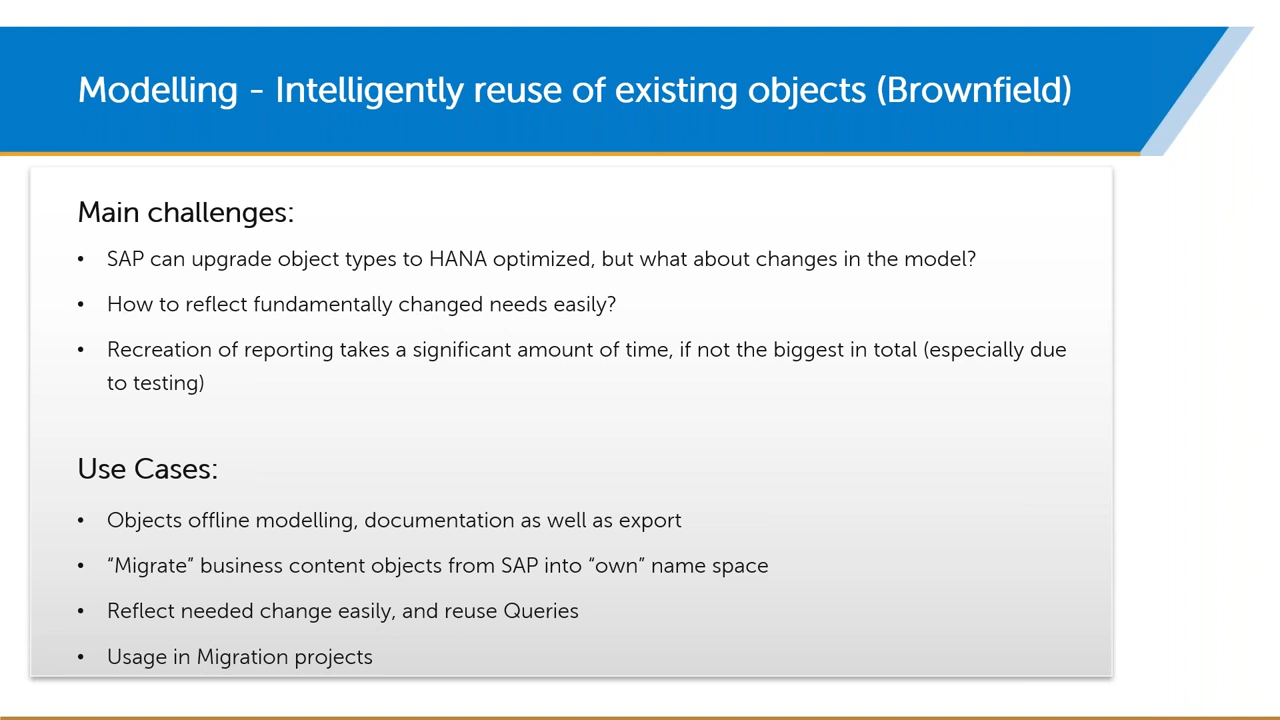 Modelling - Intelligently reuse of existing objects (Brownfield)
Main challenges:
• SAP can upgrade object types to HANA optimized, but what about changes in the model?
• How to reflect fundamentally changed needs easily?
• Recreation of reporting takes a significant amount of time, if not the biggest in total (especially due
to testing)
Use Cases:
• Objects offline modelling, documentation as well as export
• “Migrate” business content objects from SAP into “own” name space
• Reflect needed change easily, and reuse Queries
• Usage in Migration projects